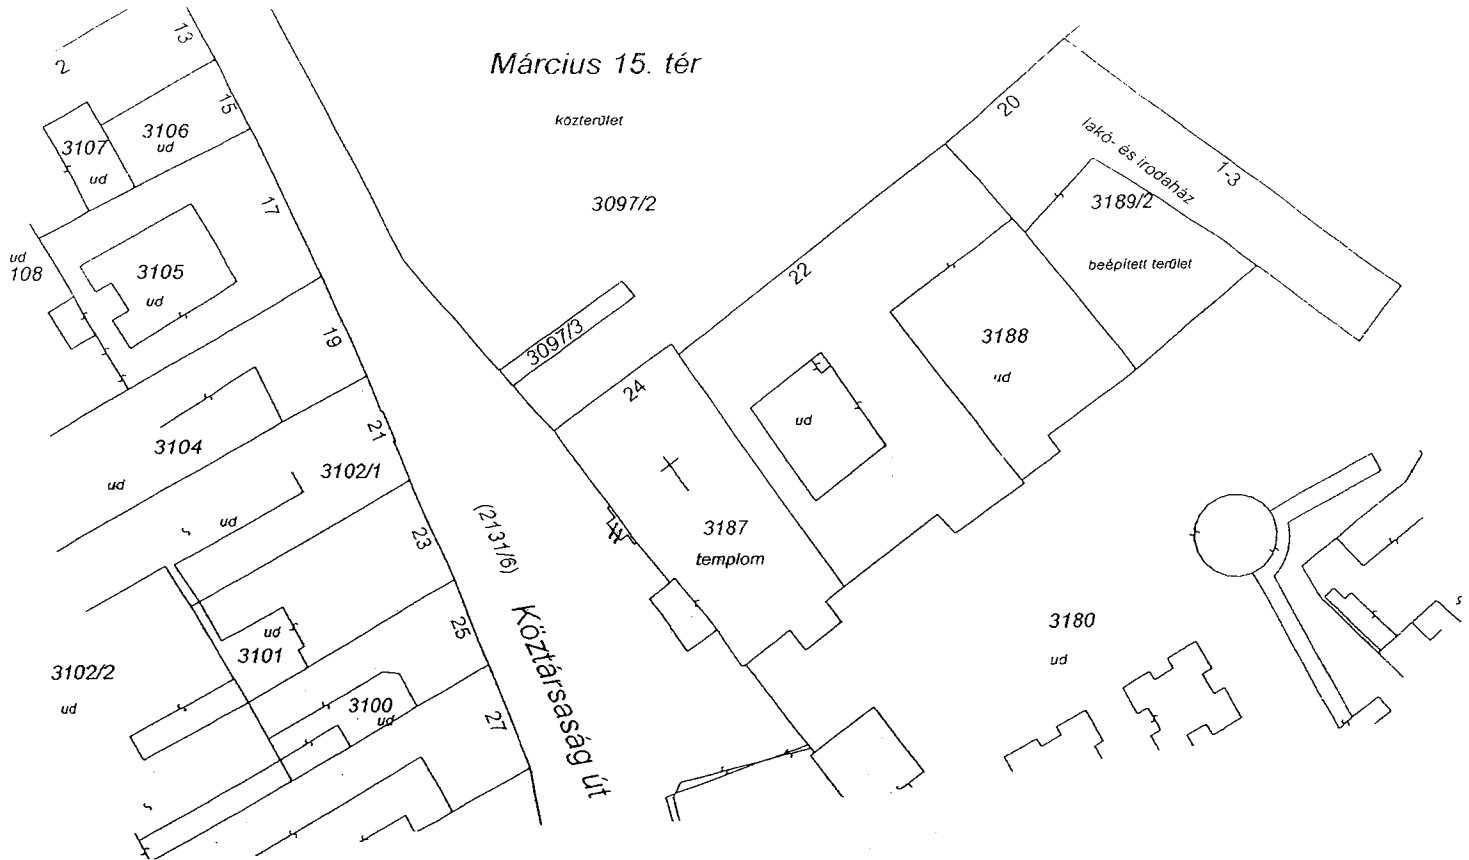 13
Március 15. tér
2
20
15
közterület
3106
ud
3107
ud
lakó- és irodaház
1-3
17
3097/2
3189/2
ud
108
3105
ud
22
beépített terület
19
3097/3
3188
ud
24
21
ud
3104
ud
3102/1
ud
23
(2131/6)
3187
templom
25
3180
ud
ud
3101
Köztársaság út
3102/2
ud
3100
ud
27